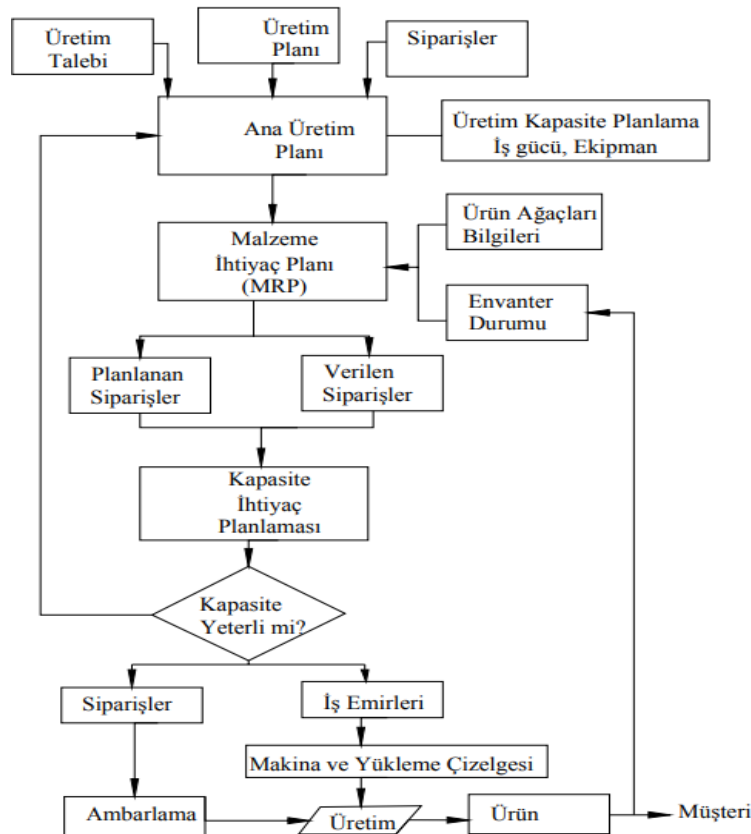 Üretim
Talebi
Üretim
Planı
Siparişler
Ana Üretim
Planı
Üretim Kapasite Planlama
İş gücü, Ekipman
Malzeme
İhtiyaç Planı
(MRP)
Ürün Ağaçları
Bilgileri
Envanter
Durumu
Planlanan
Siparişler
Verilen
Siparişler
Kapasite
İhtiyaç
Planlaması
Kapasite
Yeterli mi?
Siparişler
İş Emirleri
Makina ve Yükleme Çizelgesi
Ambarlama
Üretim
Ürün
Müşteri